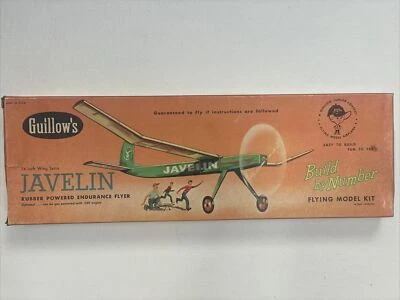 Guillow's
Guaranteed to fly if instructions are followed
EASY TO BUILD
FUN TO FLY
JAVELIN
JAVELIN
RUBBER POWERED ENDURANCE FLYER
Build
by Number
FLYING MODEL KIT